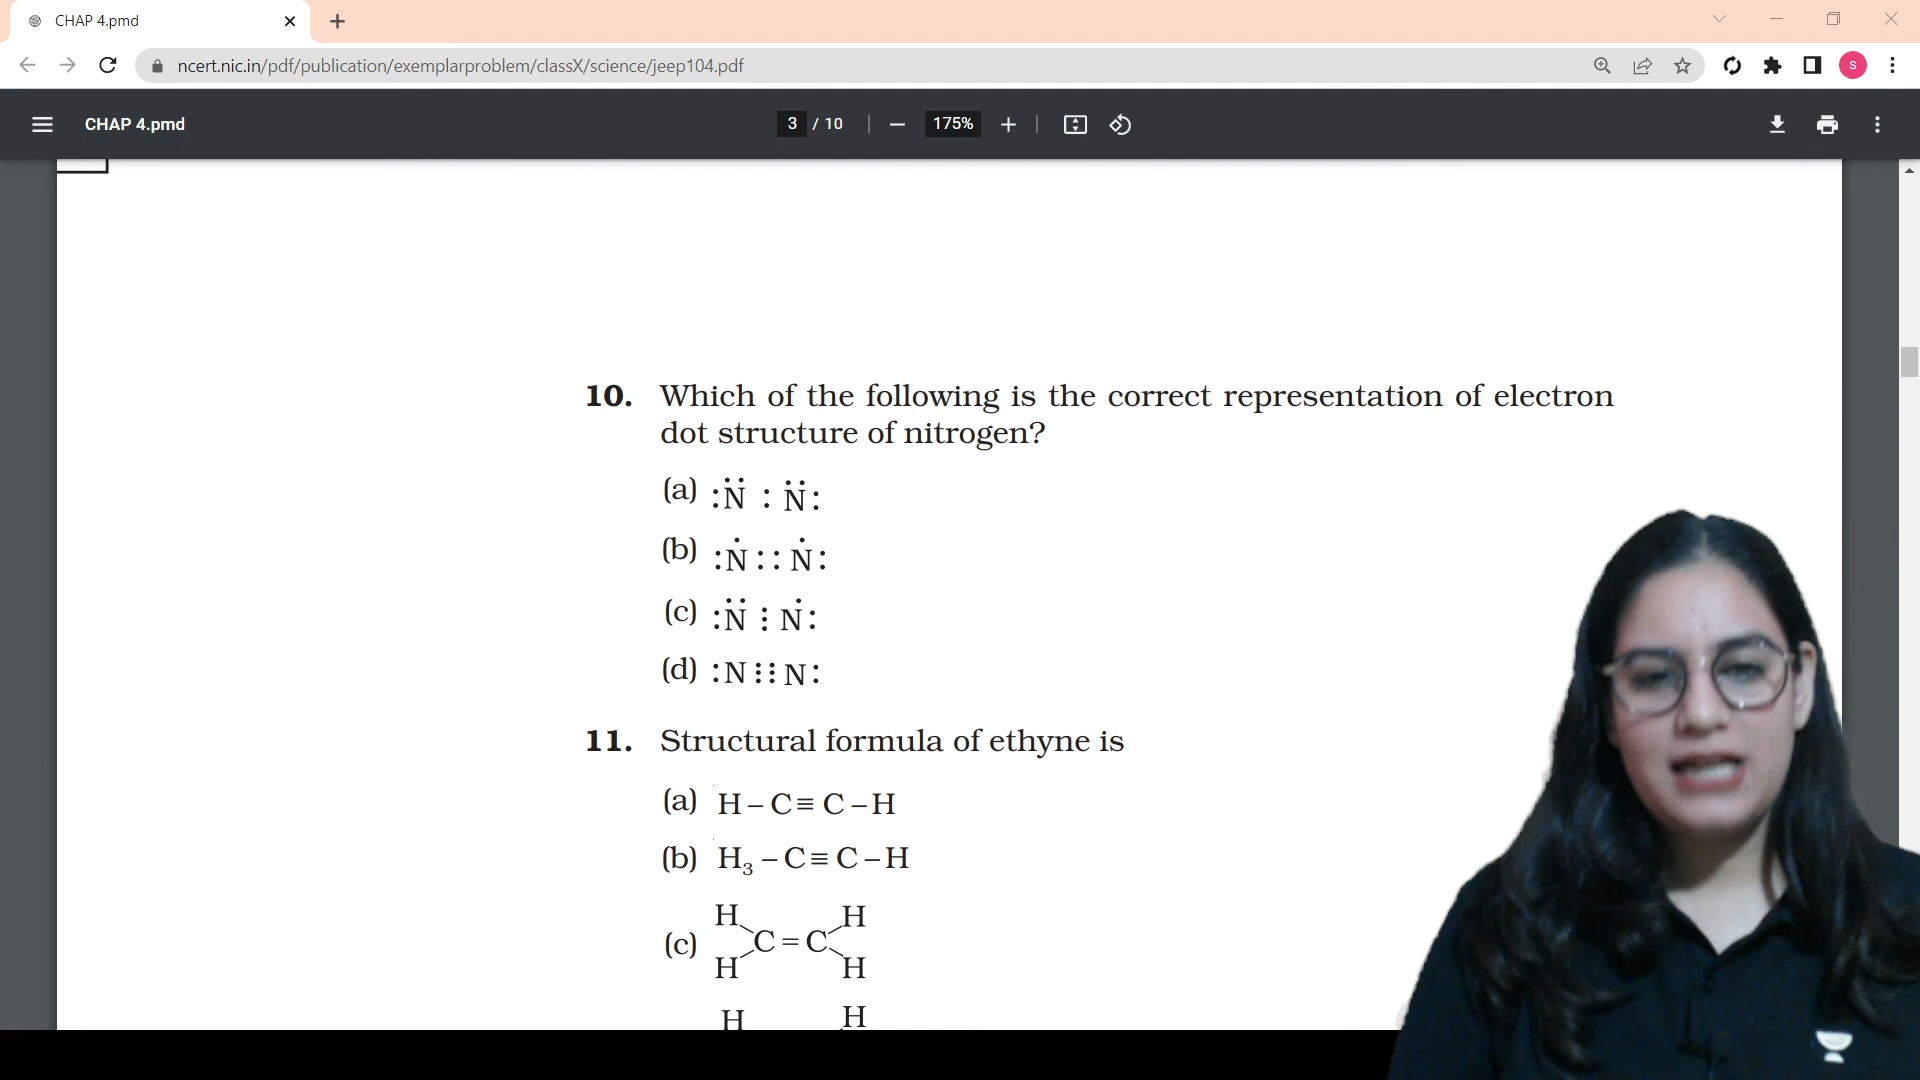 CHAP 4.pmd
ncert.nic.in/pdf/publication/exemplarproblem/classX/science/jeep104.pdf
S
CHAP 4.pmd
3 / 10
175%
10. Which of the following is the correct representation of electron
dot structure of nitrogen?
(a) :N̈ : N̈:
(b) :Ṅ :: Ṅ:
(c) :N̈ ⋮ Ṅ:
(d) :N ⋮⋮ N:
11. Structural formula of ethyne is
(a) H – C ≡ C – H
(b) H₃ – C ≡ C – H
H H
(c) C = C
H H
H H